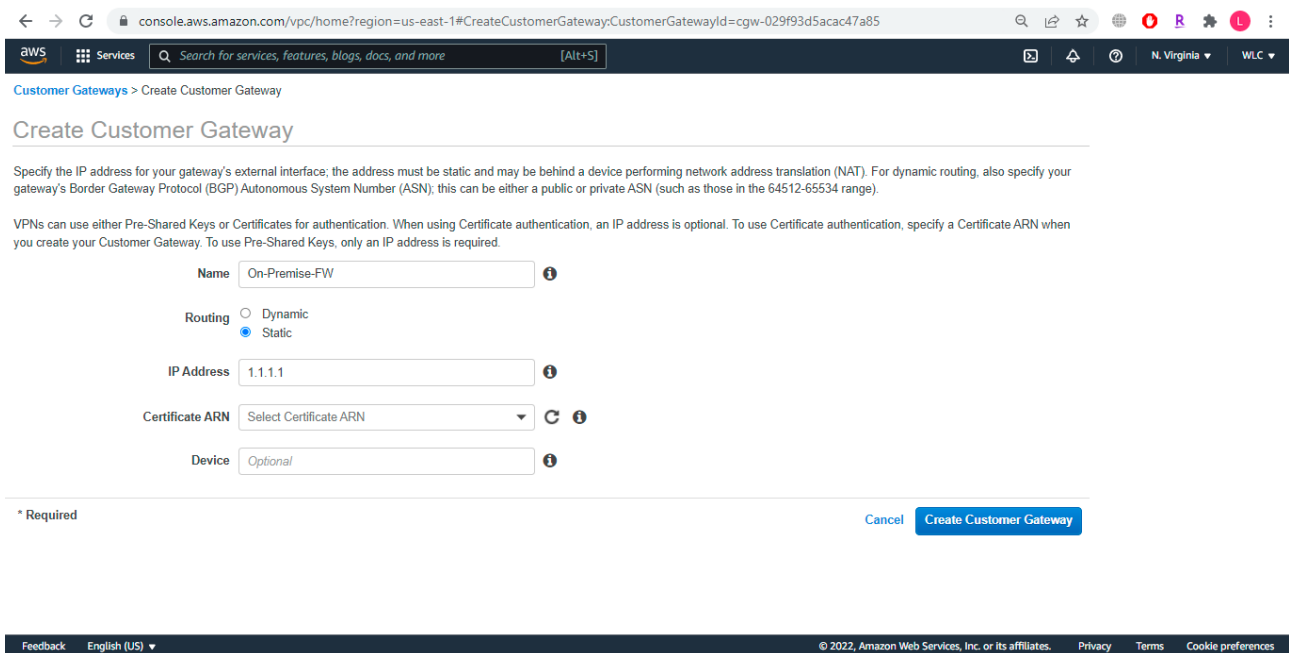 console.aws.amazon.com/vpc/home?region=us-east-1#CreateCustomerGateway:CustomerGatewayId=cgw-029f93d5acac47a85
R
L
aws
Services
Search for services, features, blogs, docs, and more
[Alt+S]
N. Virginia
WLC
Customer Gateways > Create Customer Gateway
Create Customer Gateway
Specify the IP address for your gateway's external interface; the address must be static and may be behind a device performing network address translation (NAT). For dynamic routing, also specify your
gateway's Border Gateway Protocol (BGP) Autonomous System Number (ASN); this can be either a public or private ASN (such as those in the 64512-65534 range).
VPNs can use either Pre-Shared Keys or Certificates for authentication. When using Certificate authentication, an IP address is optional. To use Certificate authentication, specify a Certificate ARN when
you create your Customer Gateway. To use Pre-Shared Keys, only an IP address is required.
Name
On-Premise-FW
Routing
Dynamic
Static
IP Address
1.1.1.1
Certificate ARN
Select Certificate ARN
Device
Optional
* Required
Cancel
Create Customer Gateway
Feedback
English (US)
© 2022, Amazon Web Services, Inc. or its affiliates.
Privacy
Terms
Cookie preferences